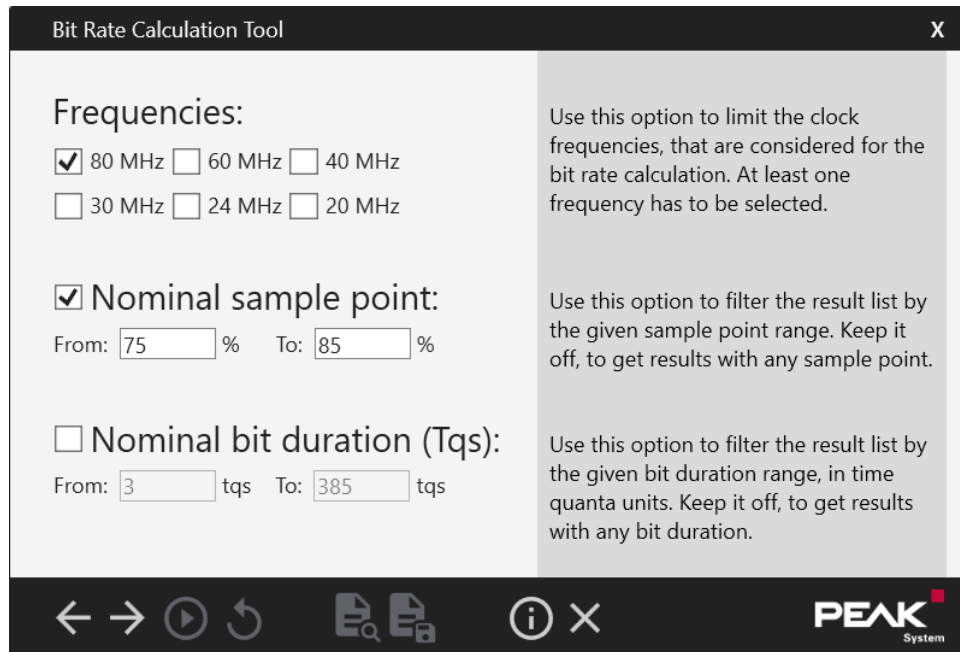 Bit Rate Calculation Tool X
Frequencies:
80 MHz 60 MHz 40 MHz
30 MHz 24 MHz 20 MHz
Use this option to limit the clock
frequencies, that are considered for the
bit rate calculation. At least one
frequency has to be selected.
Nominal sample point:
From: 75 % To: 85 %
Use this option to filter the result list by
the given sample point range. Keep it
off, to get results with any sample point.
Nominal bit duration (Tqs):
From: 3 tqs To: 385 tqs
Use this option to filter the result list by
the given bit duration range, in time
quanta units. Keep it off, to get results
with any bit duration.
PEAK
System